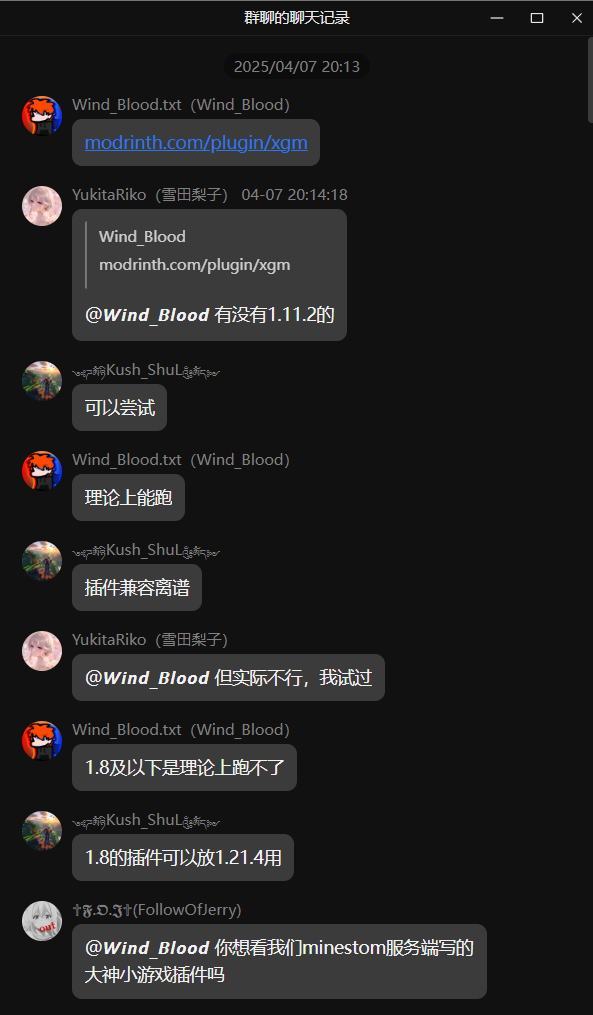 群聊的聊天记录
2025/04/07 20:13
Wind_Blood.txt（Wind_Blood）
modrinth.com/plugin/xgm
YukitaRiko（雪田梨子） 04-07 20:14:18
Wind_Blood
modrinth.com/plugin/xgm
@Wind_Blood 有没有1.11.2的
Kush_ShuL
可以尝试
Wind_Blood.txt（Wind_Blood）
理论上能跑
Kush_ShuL
插件兼容离谱
YukitaRiko（雪田梨子）
@Wind_Blood 但实际不行，我试过
Wind_Blood.txt（Wind_Blood）
1.8及以下是理论上跑不了
Kush_ShuL
1.8的插件可以放1.21.4用
✝𝕱.𝕺.𝕴✝(FollowOfJerry)
out
@Wind_Blood 你想看我们minestom服务端写的
大神小游戏插件吗